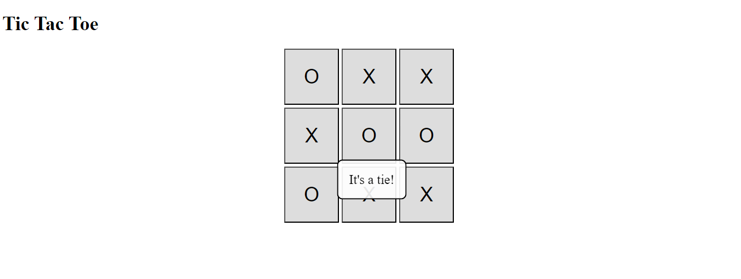 Tic Tac Toe
O X X
X O O
It's a tie!
O X X